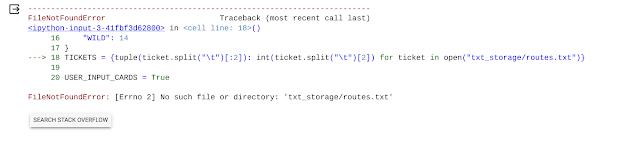 ---------------------------------------------------------------------------
FileNotFoundError                         Traceback (most recent call last)
<ipython-input-3-41fbf3d62800> in <cell line: 18>()
     16     "WILD": 14
     17 }
---> 18 TICKETS = {tuple(ticket.split("\t")[:2]): int(ticket.split("\t")[2]) for ticket in open("txt_storage/routes.txt")}
     19
     20 USER_INPUT_CARDS = True
FileNotFoundError: [Errno 2] No such file or directory: 'txt_storage/routes.txt'
SEARCH STACK OVERFLOW